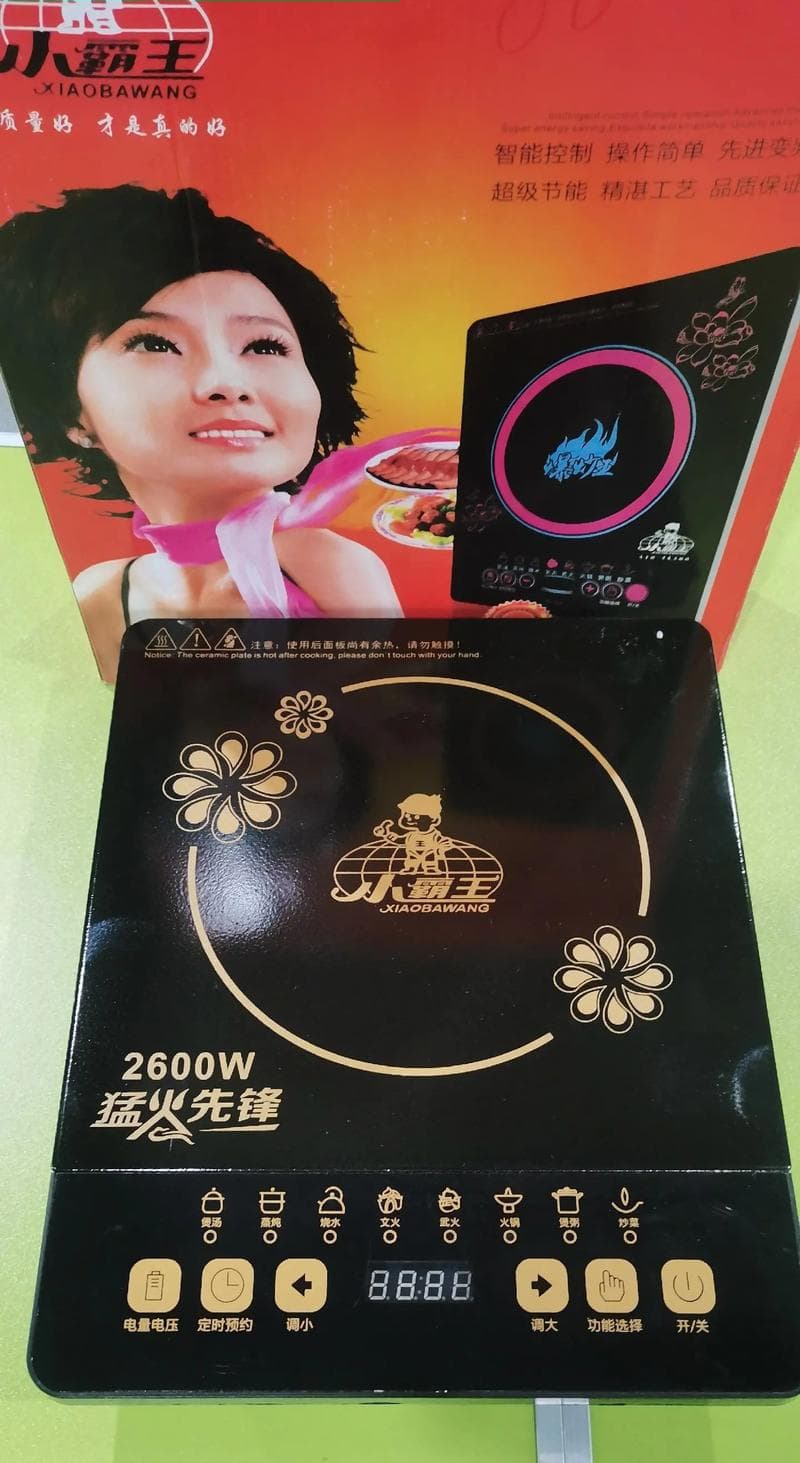 小霸王
XIAOBAWANG
质量好 才是真的好
智能控制 操作简单 先进变
超级节能 精湛工艺 品质保证
小霸王
注意：使用后面板尚有余热，请勿触摸！
Notice: The ceramic plate is hot after cooking, please don't touch with your hand.
王
小霸王
XIAOBAWANG
2600W
猛火先锋
煲汤 蒸炖 烧水 文火 武火 火锅 煲粥 炒菜
8888
电量电压 定时预约 调小 调大 功能选择 开/关